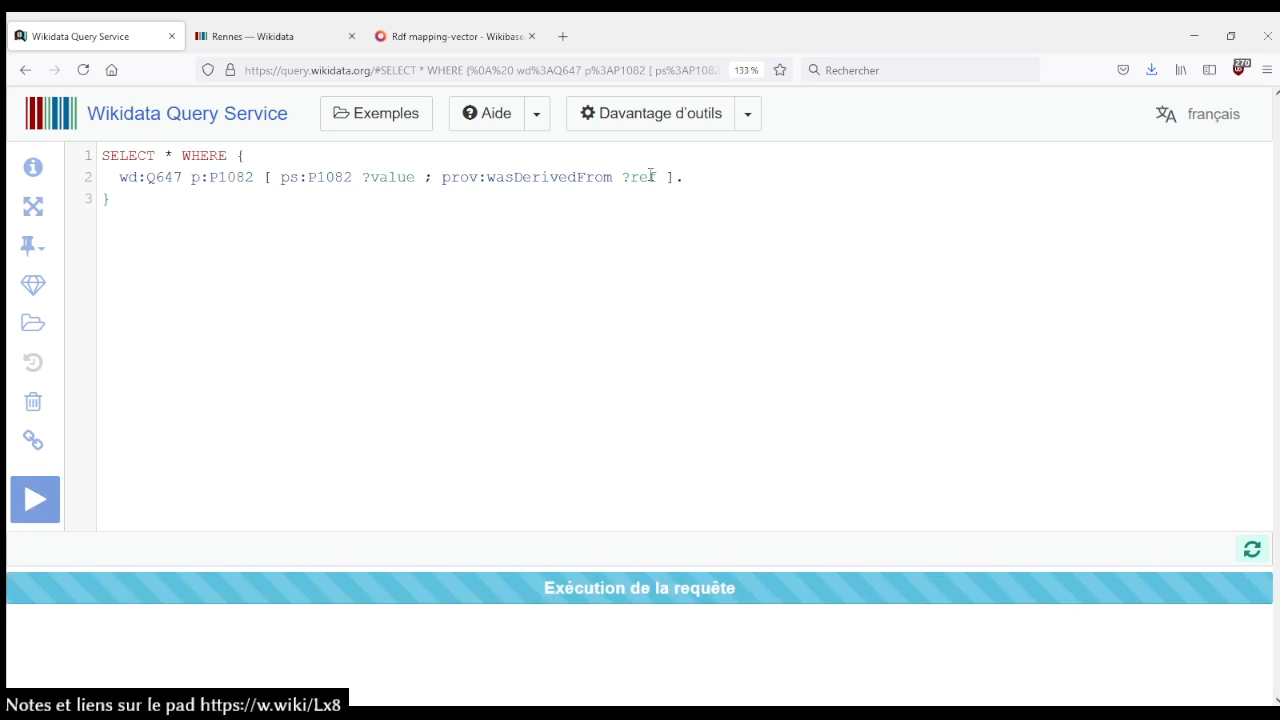 Wikidata Query Service
Rennes — Wikidata
Rdf mapping-vector - Wikibase
https://query.wikidata.org/#SELECT * WHERE {%0A%20 wd%3AQ647 p%3AP1082 [ ps%3AP1082
133 %
Rechercher
270
Wikidata Query Service
Exemples
Aide
Davantage d'outils
français
1 SELECT * WHERE {
2 wd:Q647 p:P1082 [ ps:P1082 ?value ; prov:wasDerivedFrom ?ref ].
3 }
Exécution de la requête
Notes et liens sur le pad https://w.wiki/Lx8